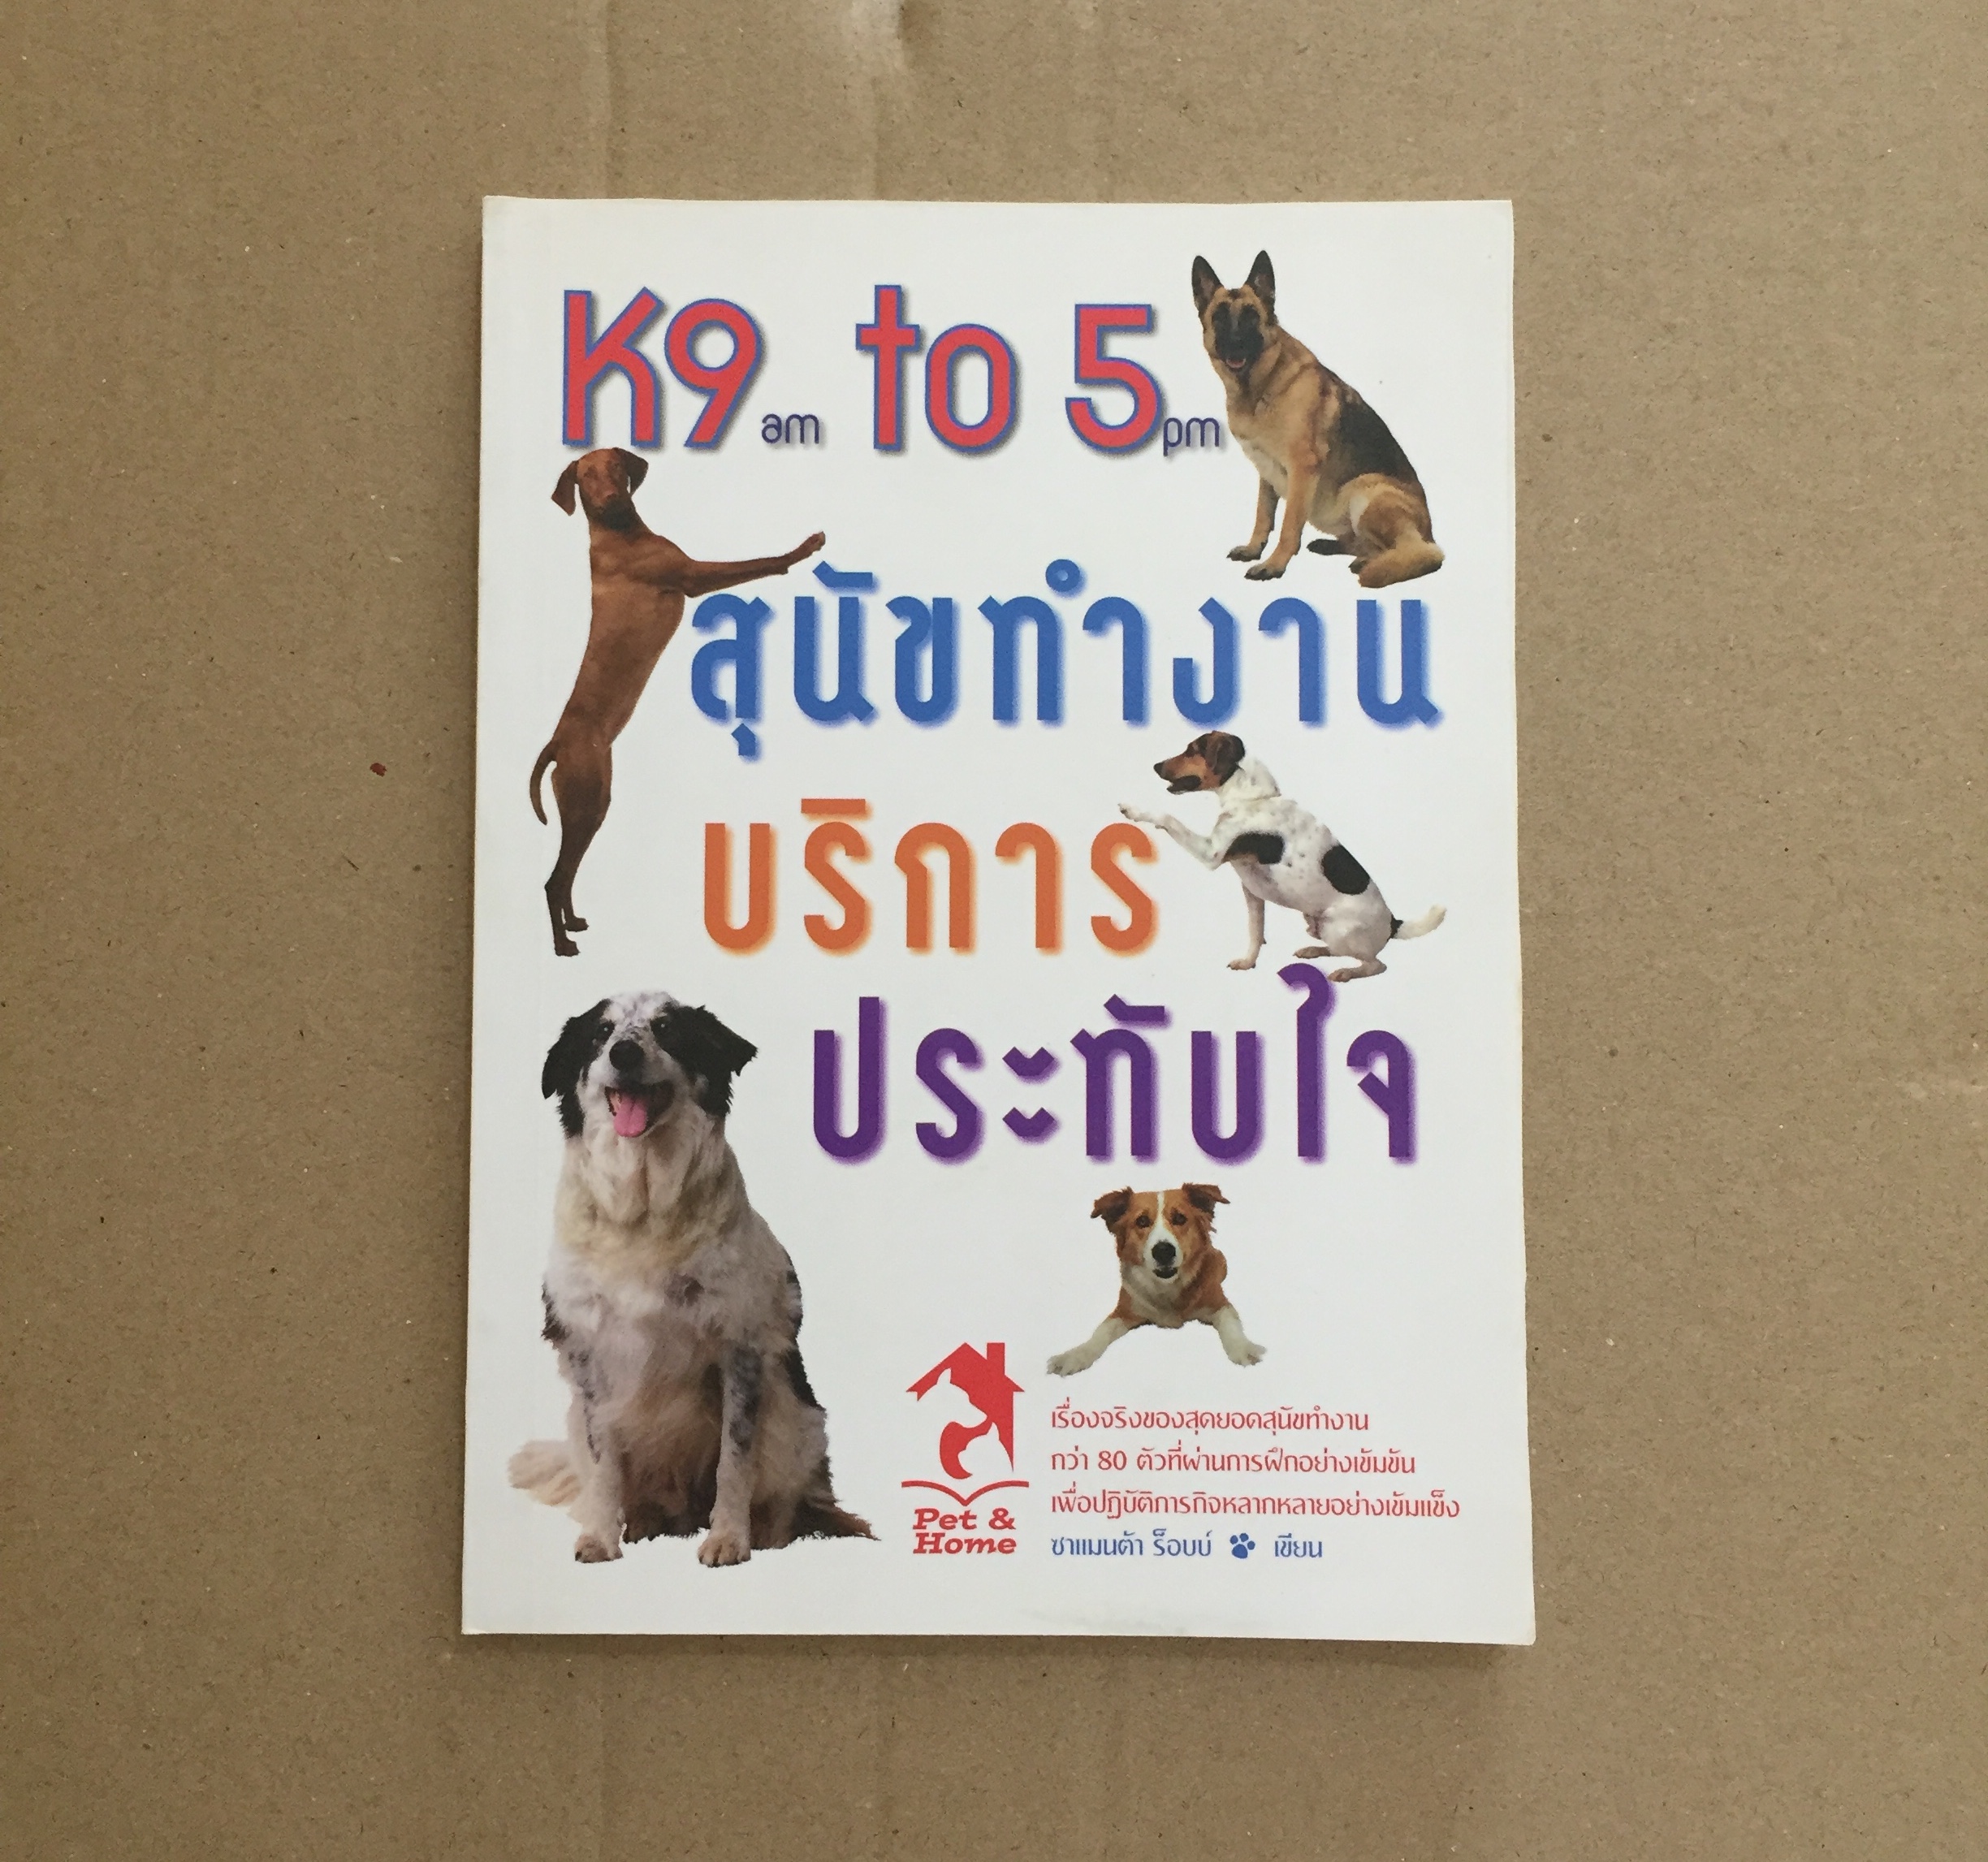 K9am to 5pm
สุนัขทำงาน
บริการ
ประทับใจ
เรื่องจริงของสุดยอดสุนัขทำงาน
กว่า 80 ตัวที่ผ่านการฝึกอย่างเข้มข้น
เพื่อปฏิบัติภารกิจหลากหลายอย่างเข้มแข็ง
ซาแมนต้า ร็อบบ์ เขียน
Pet &
Home